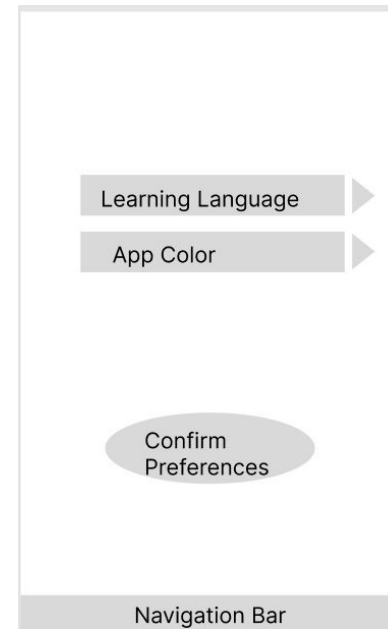 Learning Language
App Color
Confirm
Preferences
Navigation Bar